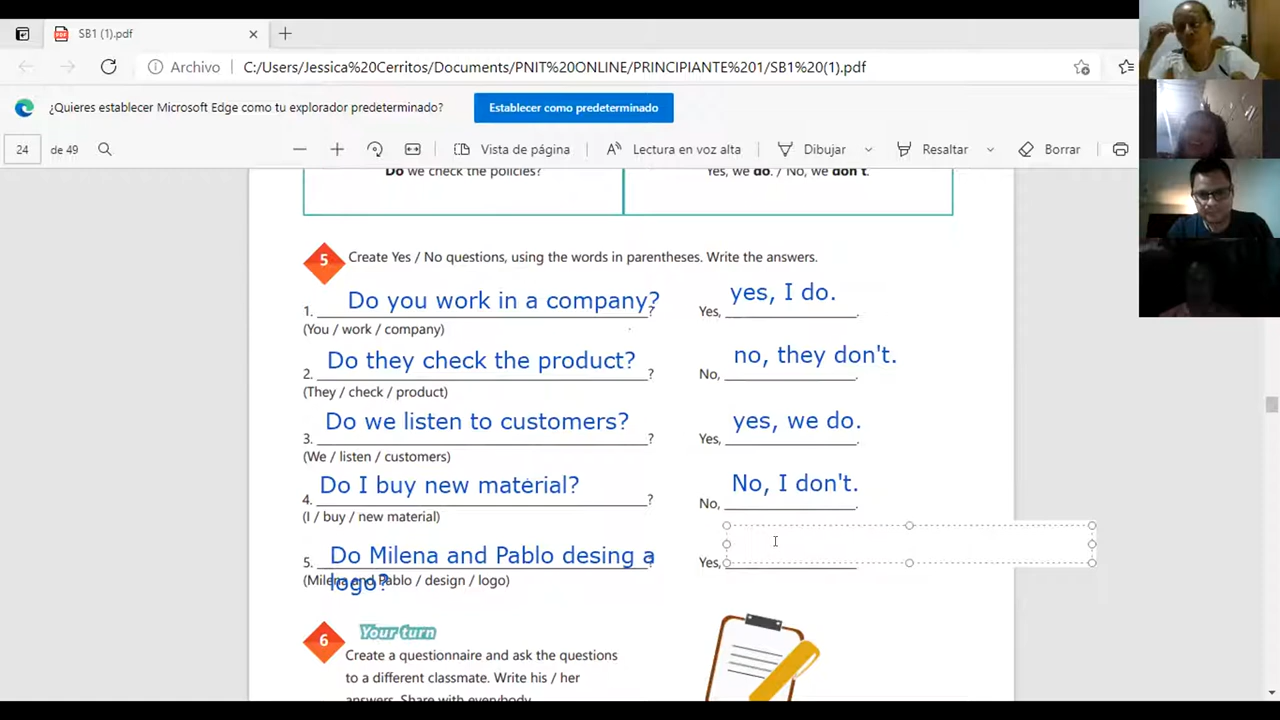 SB1 (1).pdf
Archivo C:/Users/Jessica%20Cerritos/Documents/PNIT%20ONLINE/PRINCIPIANTE%201/SB1%20(1).pdf
¿Quieres establecer Microsoft Edge como tu explorador predeterminado? Establecer como predeterminado
24 de 49 Vista de página Lectura en voz alta Dibujar Resaltar Borrar
Do we check the policies? Yes, we do. / No, we don't.
5 Create Yes / No questions, using the words in parentheses. Write the answers.
Do you work in a company? yes, I do.
1. ? Yes, .
(You / work / company)
Do they check the product? no, they don't.
2. ? No, .
(They / check / product)
Do we listen to customers? yes, we do.
3. ? Yes, .
(We / listen / customers)
Do I buy new material? No, I don't.
4. ? No, .
(I / buy / new material)
Do Milena and Pablo desing a
5. ? Yes,
logo?
(Milena and Pablo / design / logo)
6 Your turn
Create a questionnaire and ask the questions
to a different classmate. Write his / her
answers. Share with everybody.